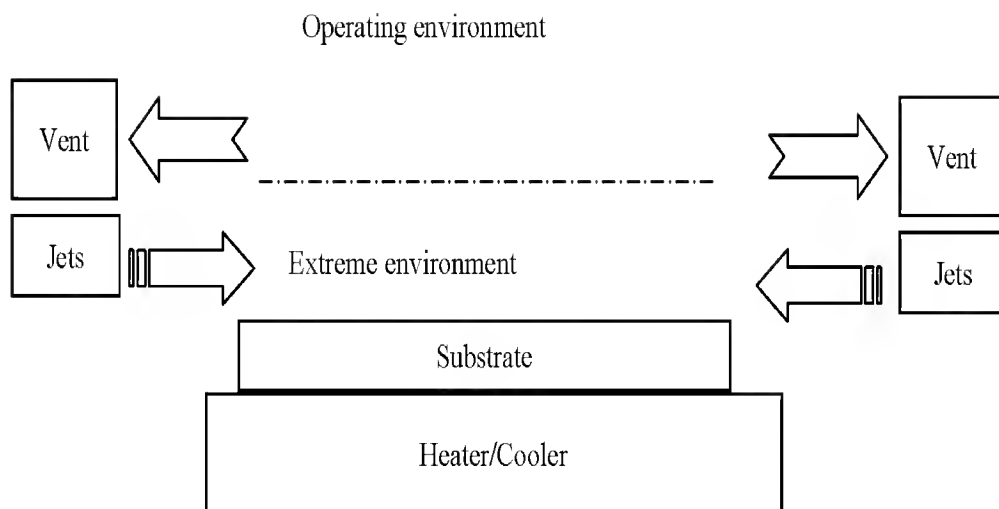 Operating environment
Vent
Vent
Jets
Extreme environment
Jets
Substrate
Heater/Cooler